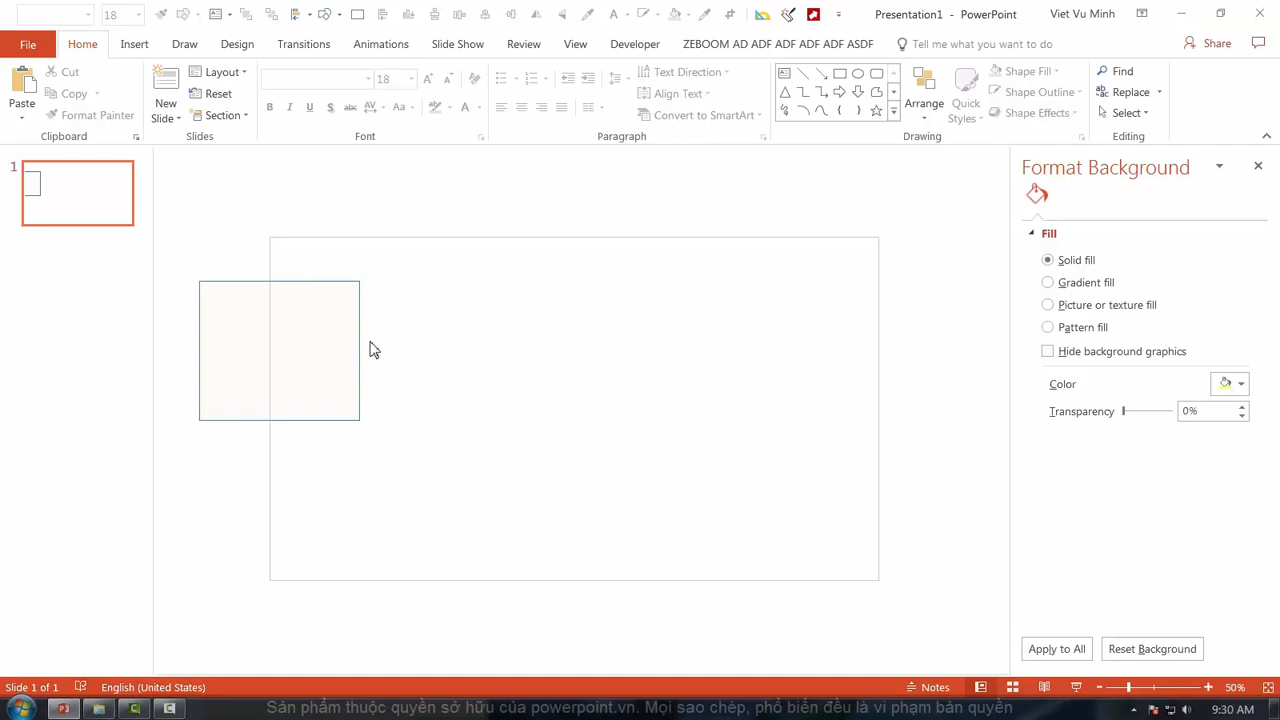 18
Presentation1 - PowerPoint
Viet Vu Minh
File
Home
Insert
Draw
Design
Transitions
Animations
Slide Show
Review
View
Developer
ZEBOOM AD ADF ADF ADF ADF ASDF
Tell me what you want to do
Share
Paste
Cut
Copy
Format Painter
Clipboard
New
Slide
Layout
Reset
Section
Slides
18
B I U S abc AV Aa A
Font
Text Direction
Align Text
Convert to SmartArt
Paragraph
Arrange
Quick
Styles
Shape Fill
Shape Outline
Shape Effects
Drawing
Find
Replace
Select
Editing
1
Format Background
Fill
Solid fill
Gradient fill
Picture or texture fill
Pattern fill
Hide background graphics
Color
Transparency
0%
Apply to All
Reset Background
Slide 1 of 1
English (United States)
Notes
50%
Sản phẩm thuộc quyền sở hữu của powerpoint.vn. Mọi sao chép, phổ biến đều là vi phạm bản quyền
9:30 AM